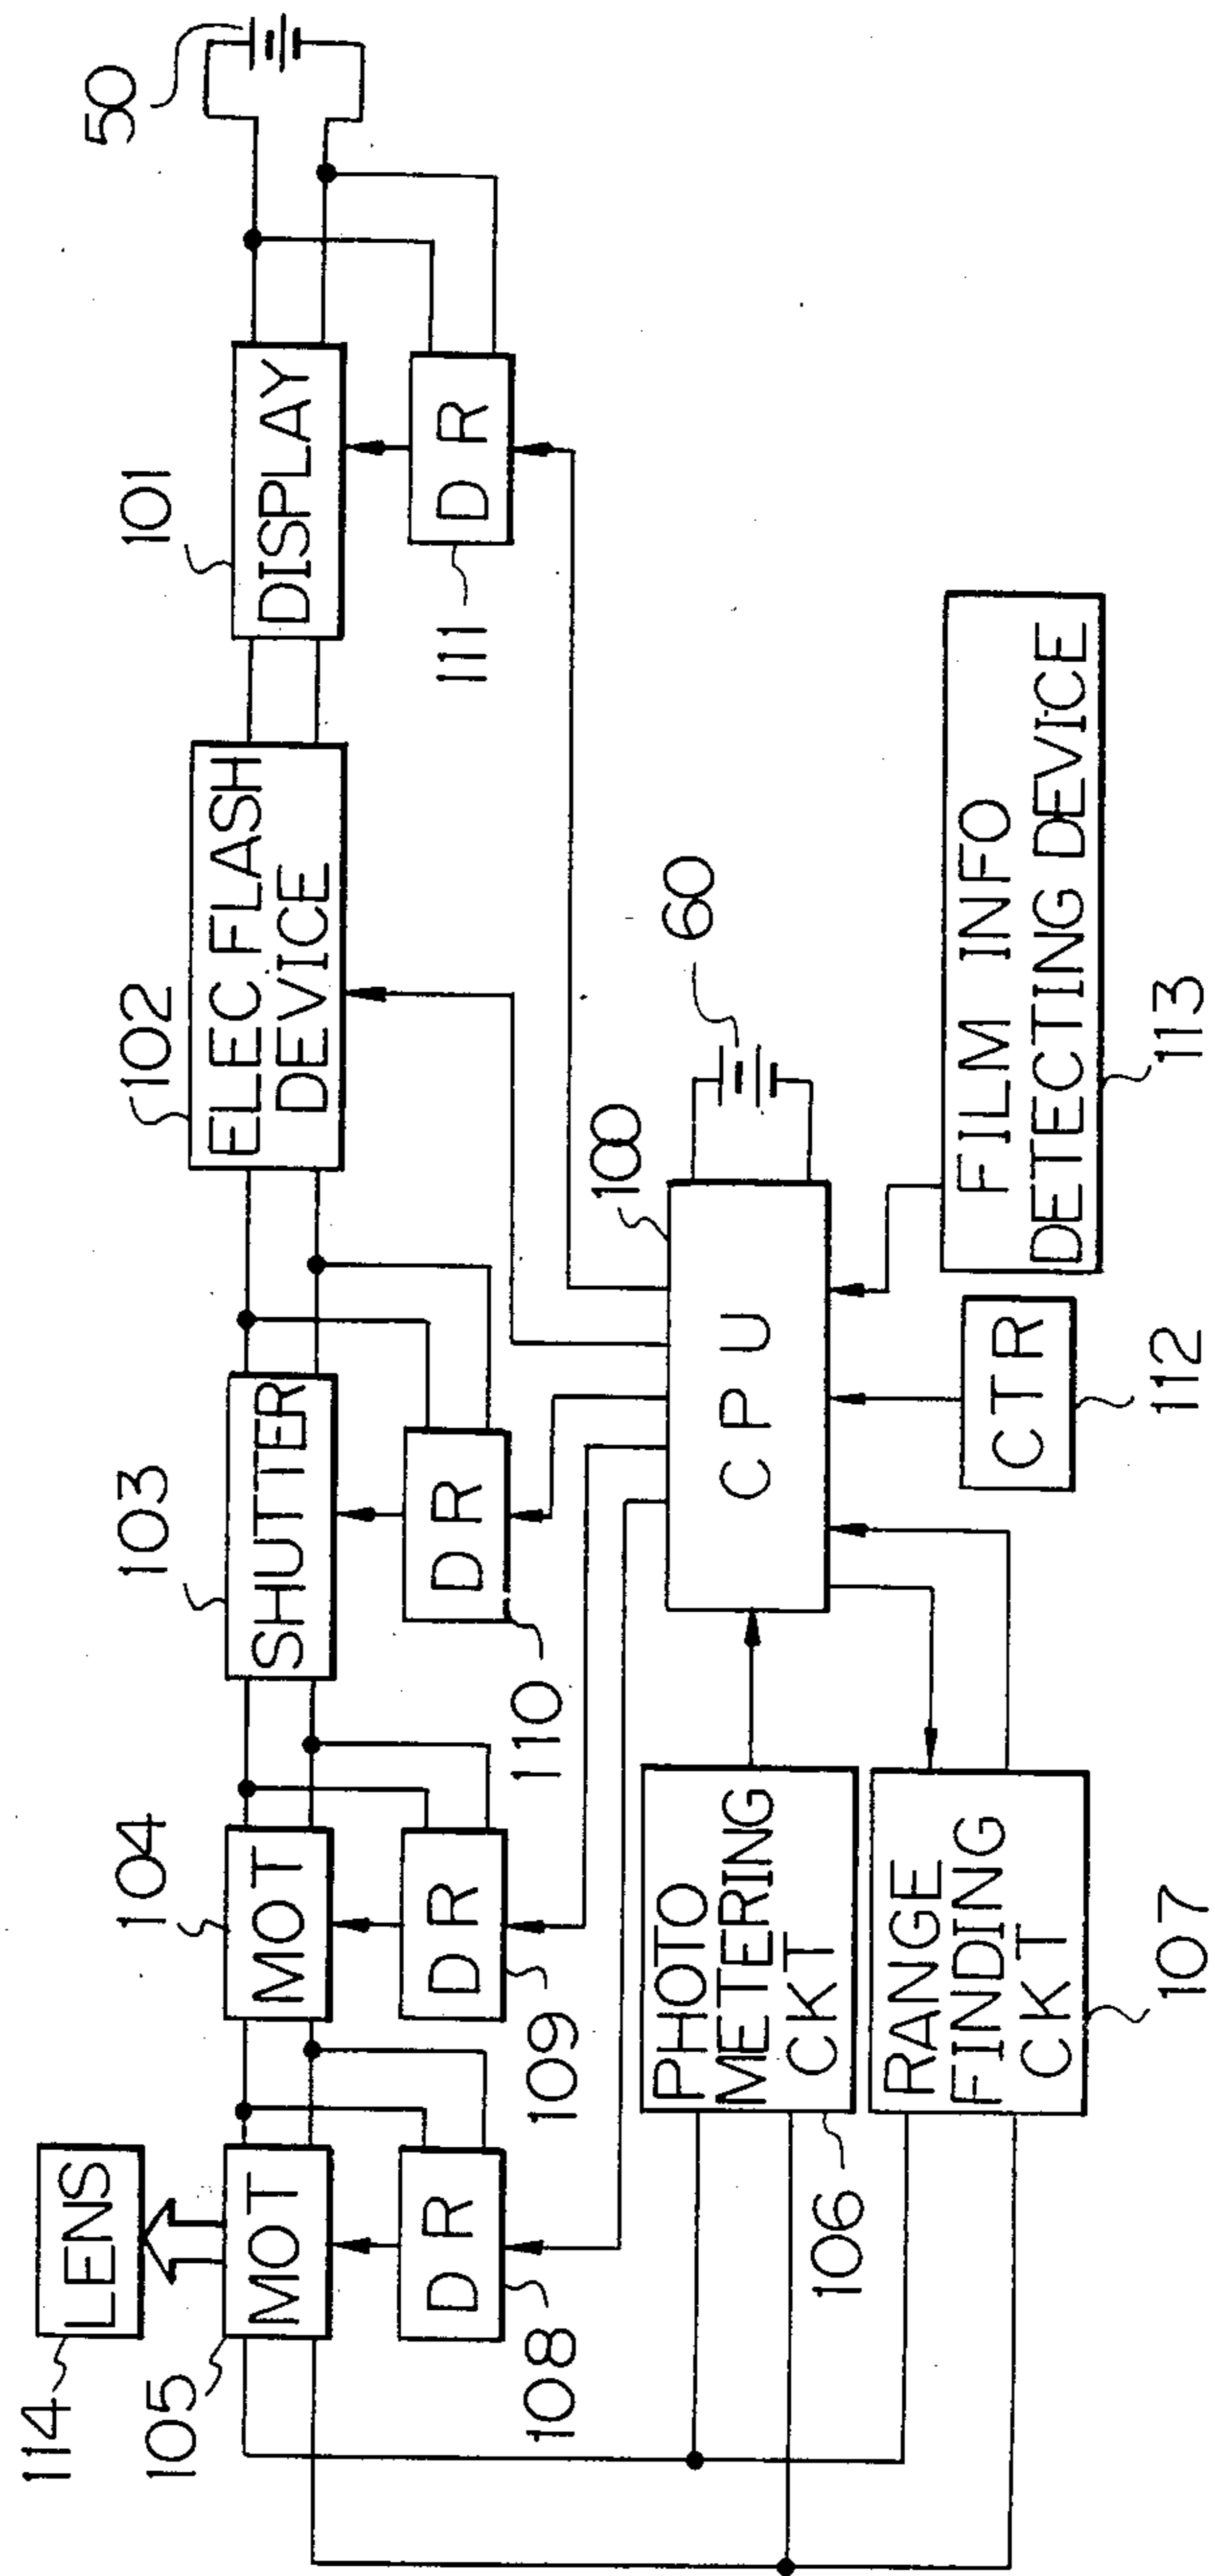 114
LENS
105
MOT
104
MOT
103
SHUTTER
102
ELEC FLASH
DEVICE
101
DISPLAY
50
108
DR
109
DR
110
DR
111
DR
106
PHOTO
METERING
CKT
107
RANGE
FINDING
CKT
100
CPU
60
112
CTR
113
FILM INFO
DETECTING DEVICE